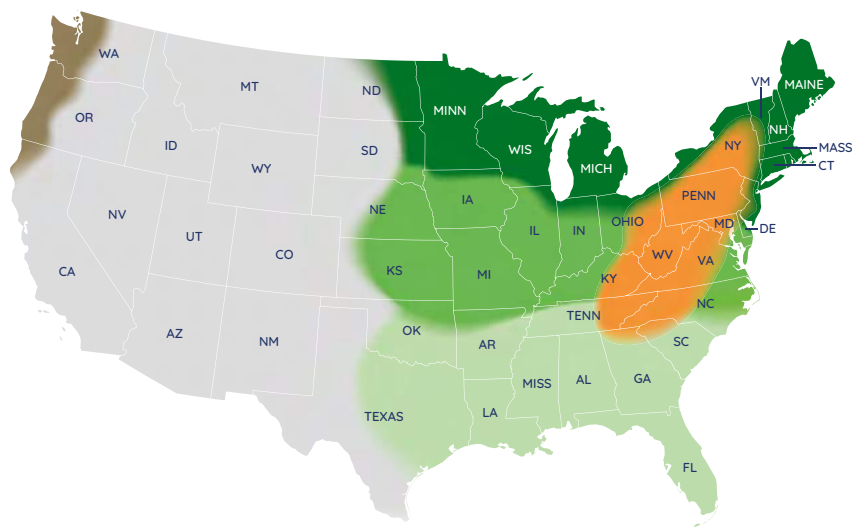 WA
MT
ND
MINN
VM
MAINE
OR
ID
SD
WIS
MICH
NY
NH
MASS
CT
WY
NE
IA
PENN
NV
UT
CO
IL
IN
OHIO
MD
DE
CA
KS
MI
KY
WV
VA
AZ
NM
OK
AR
TENN
NC
SC
TEXAS
LA
MISS
AL
GA
FL